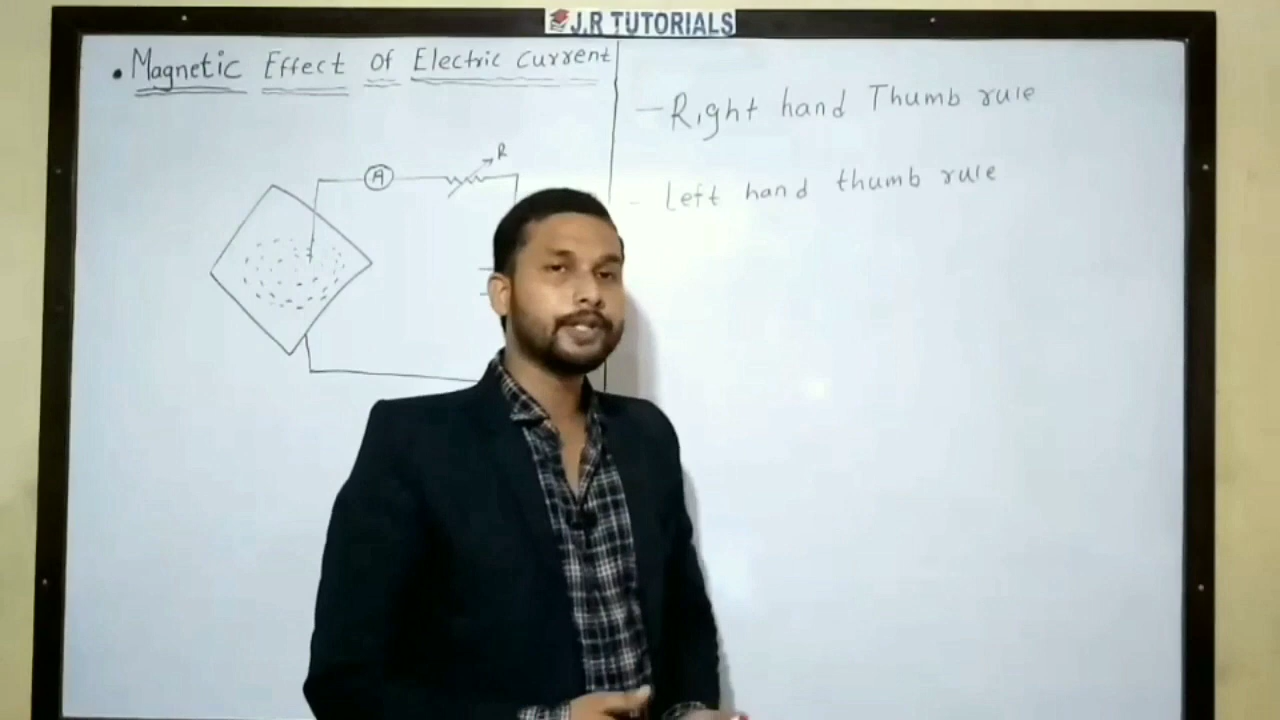 J.R TUTORIALS
• Magnetic Effect of Electric Current
A
R
- Right hand Thumb rule
- Left hand thumb rule